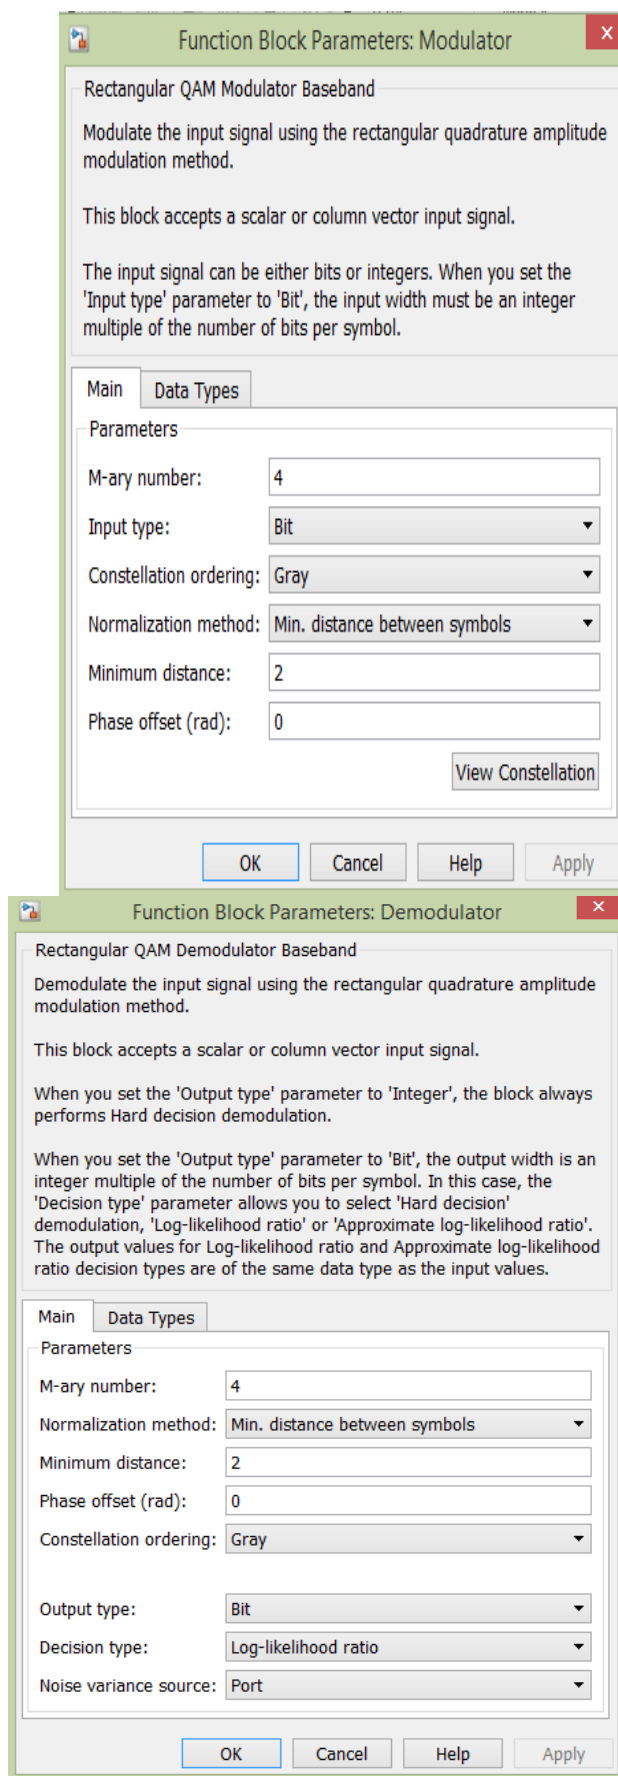 Function Block Parameters: Modulator
x
Rectangular QAM Modulator Baseband
Modulate the input signal using the rectangular quadrature amplitude
modulation method.
This block accepts a scalar or column vector input signal.
The input signal can be either bits or integers. When you set the
'Input type' parameter to 'Bit', the input width must be an integer
multiple of the number of bits per symbol.
Main Data Types
Parameters
M-ary number: 4
Input type: Bit
Constellation ordering: Gray
Normalization method: Min. distance between symbols
Minimum distance: 2
Phase offset (rad): 0
View Constellation
OK Cancel Help Apply
Function Block Parameters: Demodulator
x
Rectangular QAM Demodulator Baseband
Demodulate the input signal using the rectangular quadrature amplitude
modulation method.
This block accepts a scalar or column vector input signal.
When you set the 'Output type' parameter to 'Integer', the block always
performs Hard decision demodulation.
When you set the 'Output type' parameter to 'Bit', the output width is an
integer multiple of the number of bits per symbol. In this case, the
'Decision type' parameter allows you to select 'Hard decision'
demodulation, 'Log-likelihood ratio' or 'Approximate log-likelihood ratio'.
The output values for Log-likelihood ratio and Approximate log-likelihood
ratio decision types are of the same data type as the input values.
Main Data Types
Parameters
M-ary number: 4
Normalization method: Min. distance between symbols
Minimum distance: 2
Phase offset (rad): 0
Constellation ordering: Gray
Output type: Bit
Decision type: Log-likelihood ratio
Noise variance source: Port
OK Cancel Help Apply